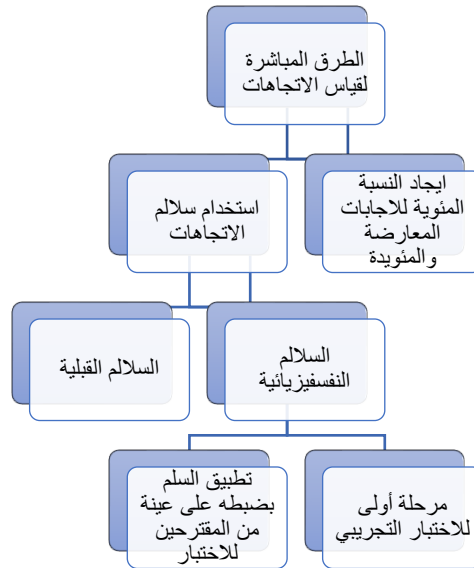 الطرق المباشرة
لقياس الاتجاهات
ايجاد النسبة
المئوية للاجابات
المعارضة
والمئويدة
استخدام سلالم
الاتجاهات
السلالم
النفسفيزيائية
السلالم القبلية
مرحلة أولى
للاختبار التجريبي
تطبيق السلم
بضبطه على عينة
من المقترحين
للاختبار